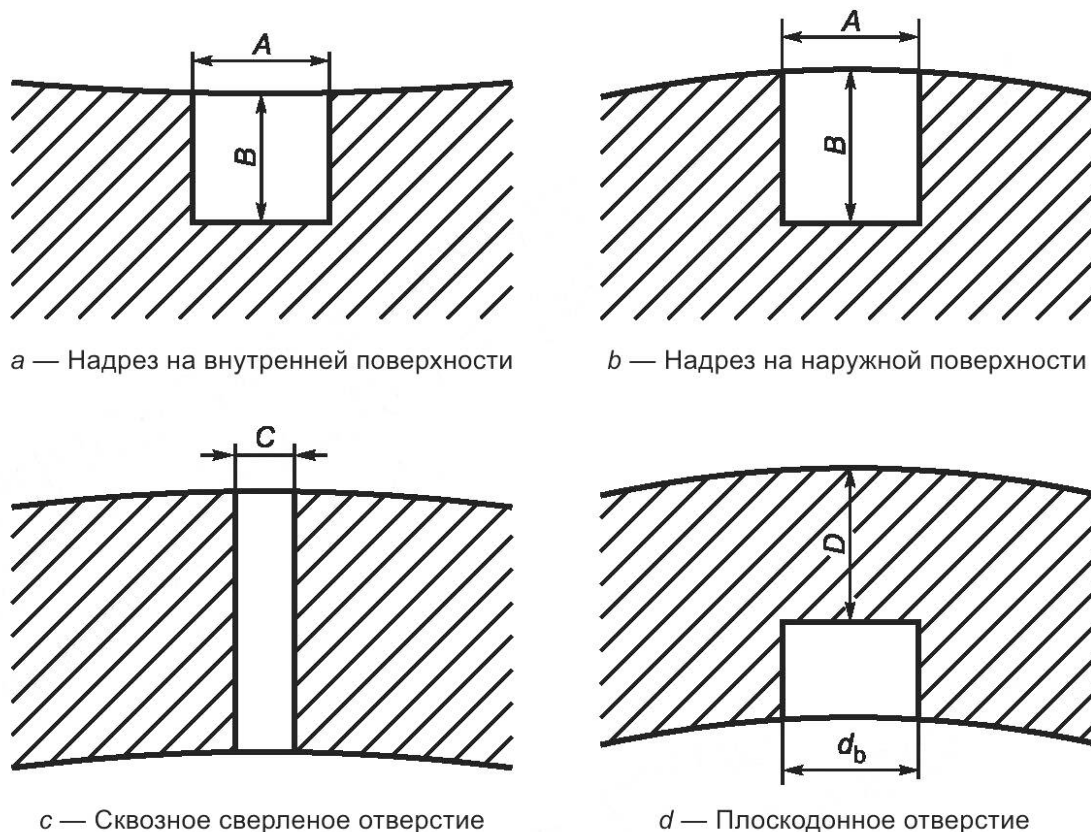 A
A
B
B
a — Надрез на внутренней поверхности
b — Надрез на наружной поверхности
C
D
d_b
c — Сквозное сверленое отверстие
d — Плоскодонное отверстие